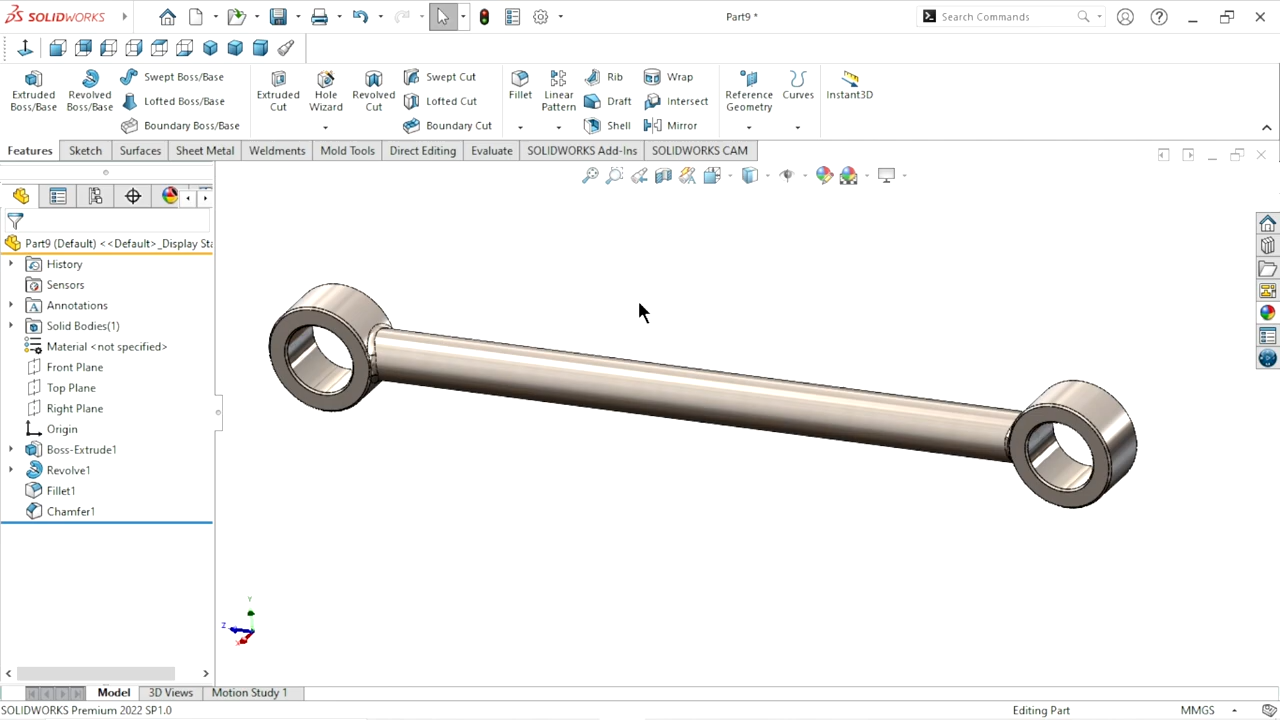 SOLIDWORKS
Part9 *
Search Commands
Extruded Boss/Base
Revolved Boss/Base
Swept Boss/Base
Lofted Boss/Base
Boundary Boss/Base
Extruded Cut
Hole Wizard
Revolved Cut
Swept Cut
Lofted Cut
Boundary Cut
Fillet
Linear Pattern
Rib
Draft
Shell
Wrap
Intersect
Mirror
Reference Geometry
Curves
Instant3D
Features
Sketch
Surfaces
Sheet Metal
Weldments
Mold Tools
Direct Editing
Evaluate
SOLIDWORKS Add-Ins
SOLIDWORKS CAM
Part9 (Default) <<Default>_Display Sta
History
Sensors
Annotations
Solid Bodies(1)
Material <not specified>
Front Plane
Top Plane
Right Plane
Origin
Boss-Extrude1
Revolve1
Fillet1
Chamfer1
Y
Z
X
Model
3D Views
Motion Study 1
SOLIDWORKS Premium 2022 SP1.0
Editing Part
MMGS